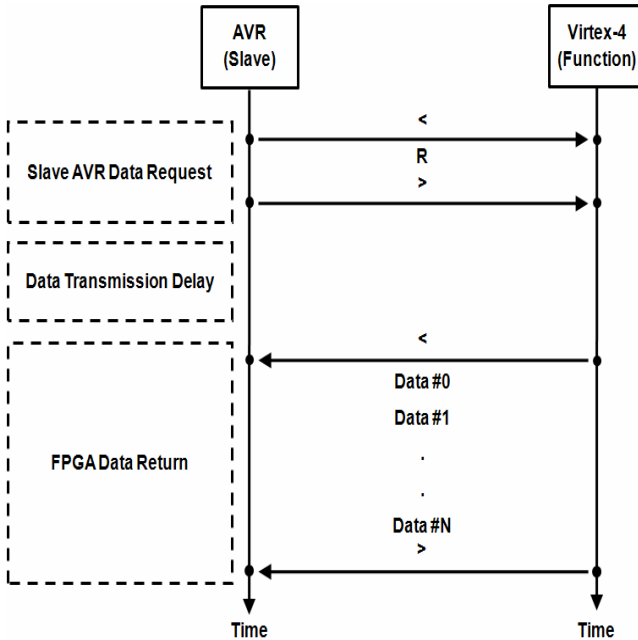 AVR
(Slave)
Virtex-4
(Function)
<
R
>
Slave AVR Data Request
Data Transmission Delay
<
Data #0
Data #1
.
FPGA Data Return
.
Data #N
>
Time
Time